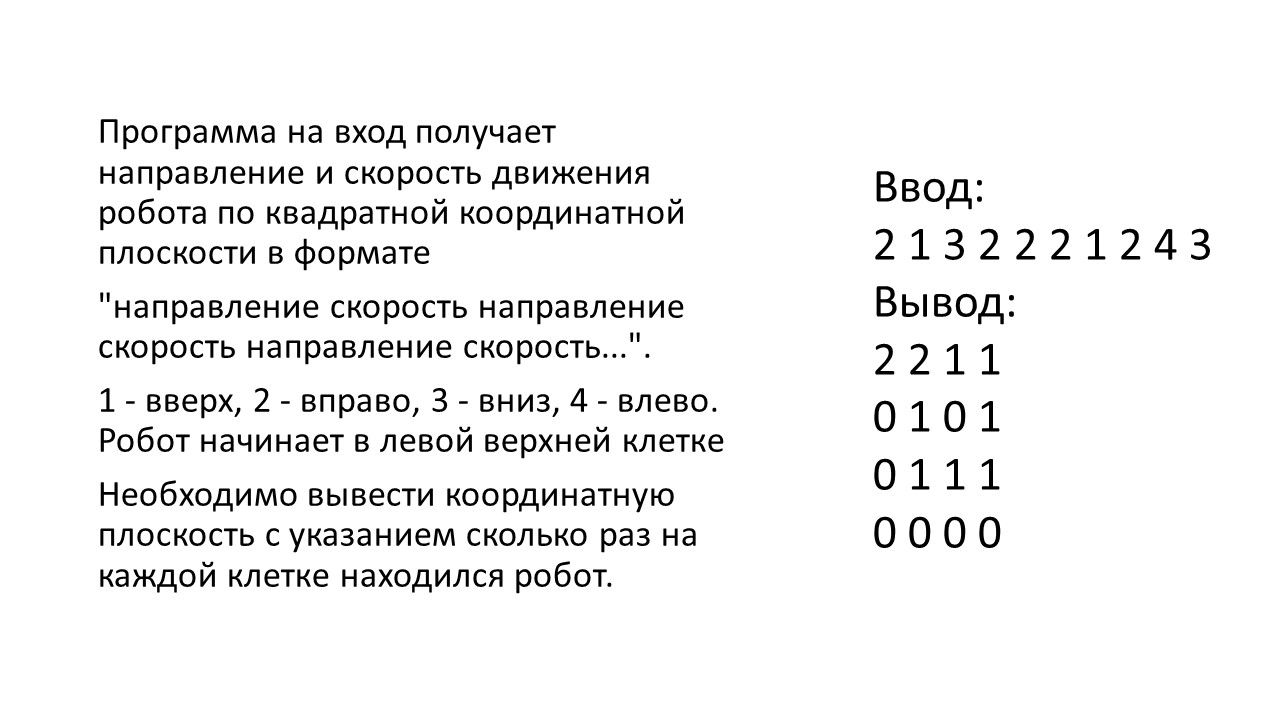 Программа на вход получает
направление и скорость движения
робота по квадратной координатной
плоскости в формате
"направление скорость направление
скорость направление скорость...".
1 - вверх, 2 - вправо, 3 - вниз, 4 - влево.
Робот начинает в левой верхней клетке
Необходимо вывести координатную
плоскость с указанием сколько раз на
каждой клетке находился робот.
Ввод:
2 1 3 2 2 2 2 1 2 4 3
Вывод:
2 2 1 1
0 1 0 1
0 1 1 1
0 0 0 0